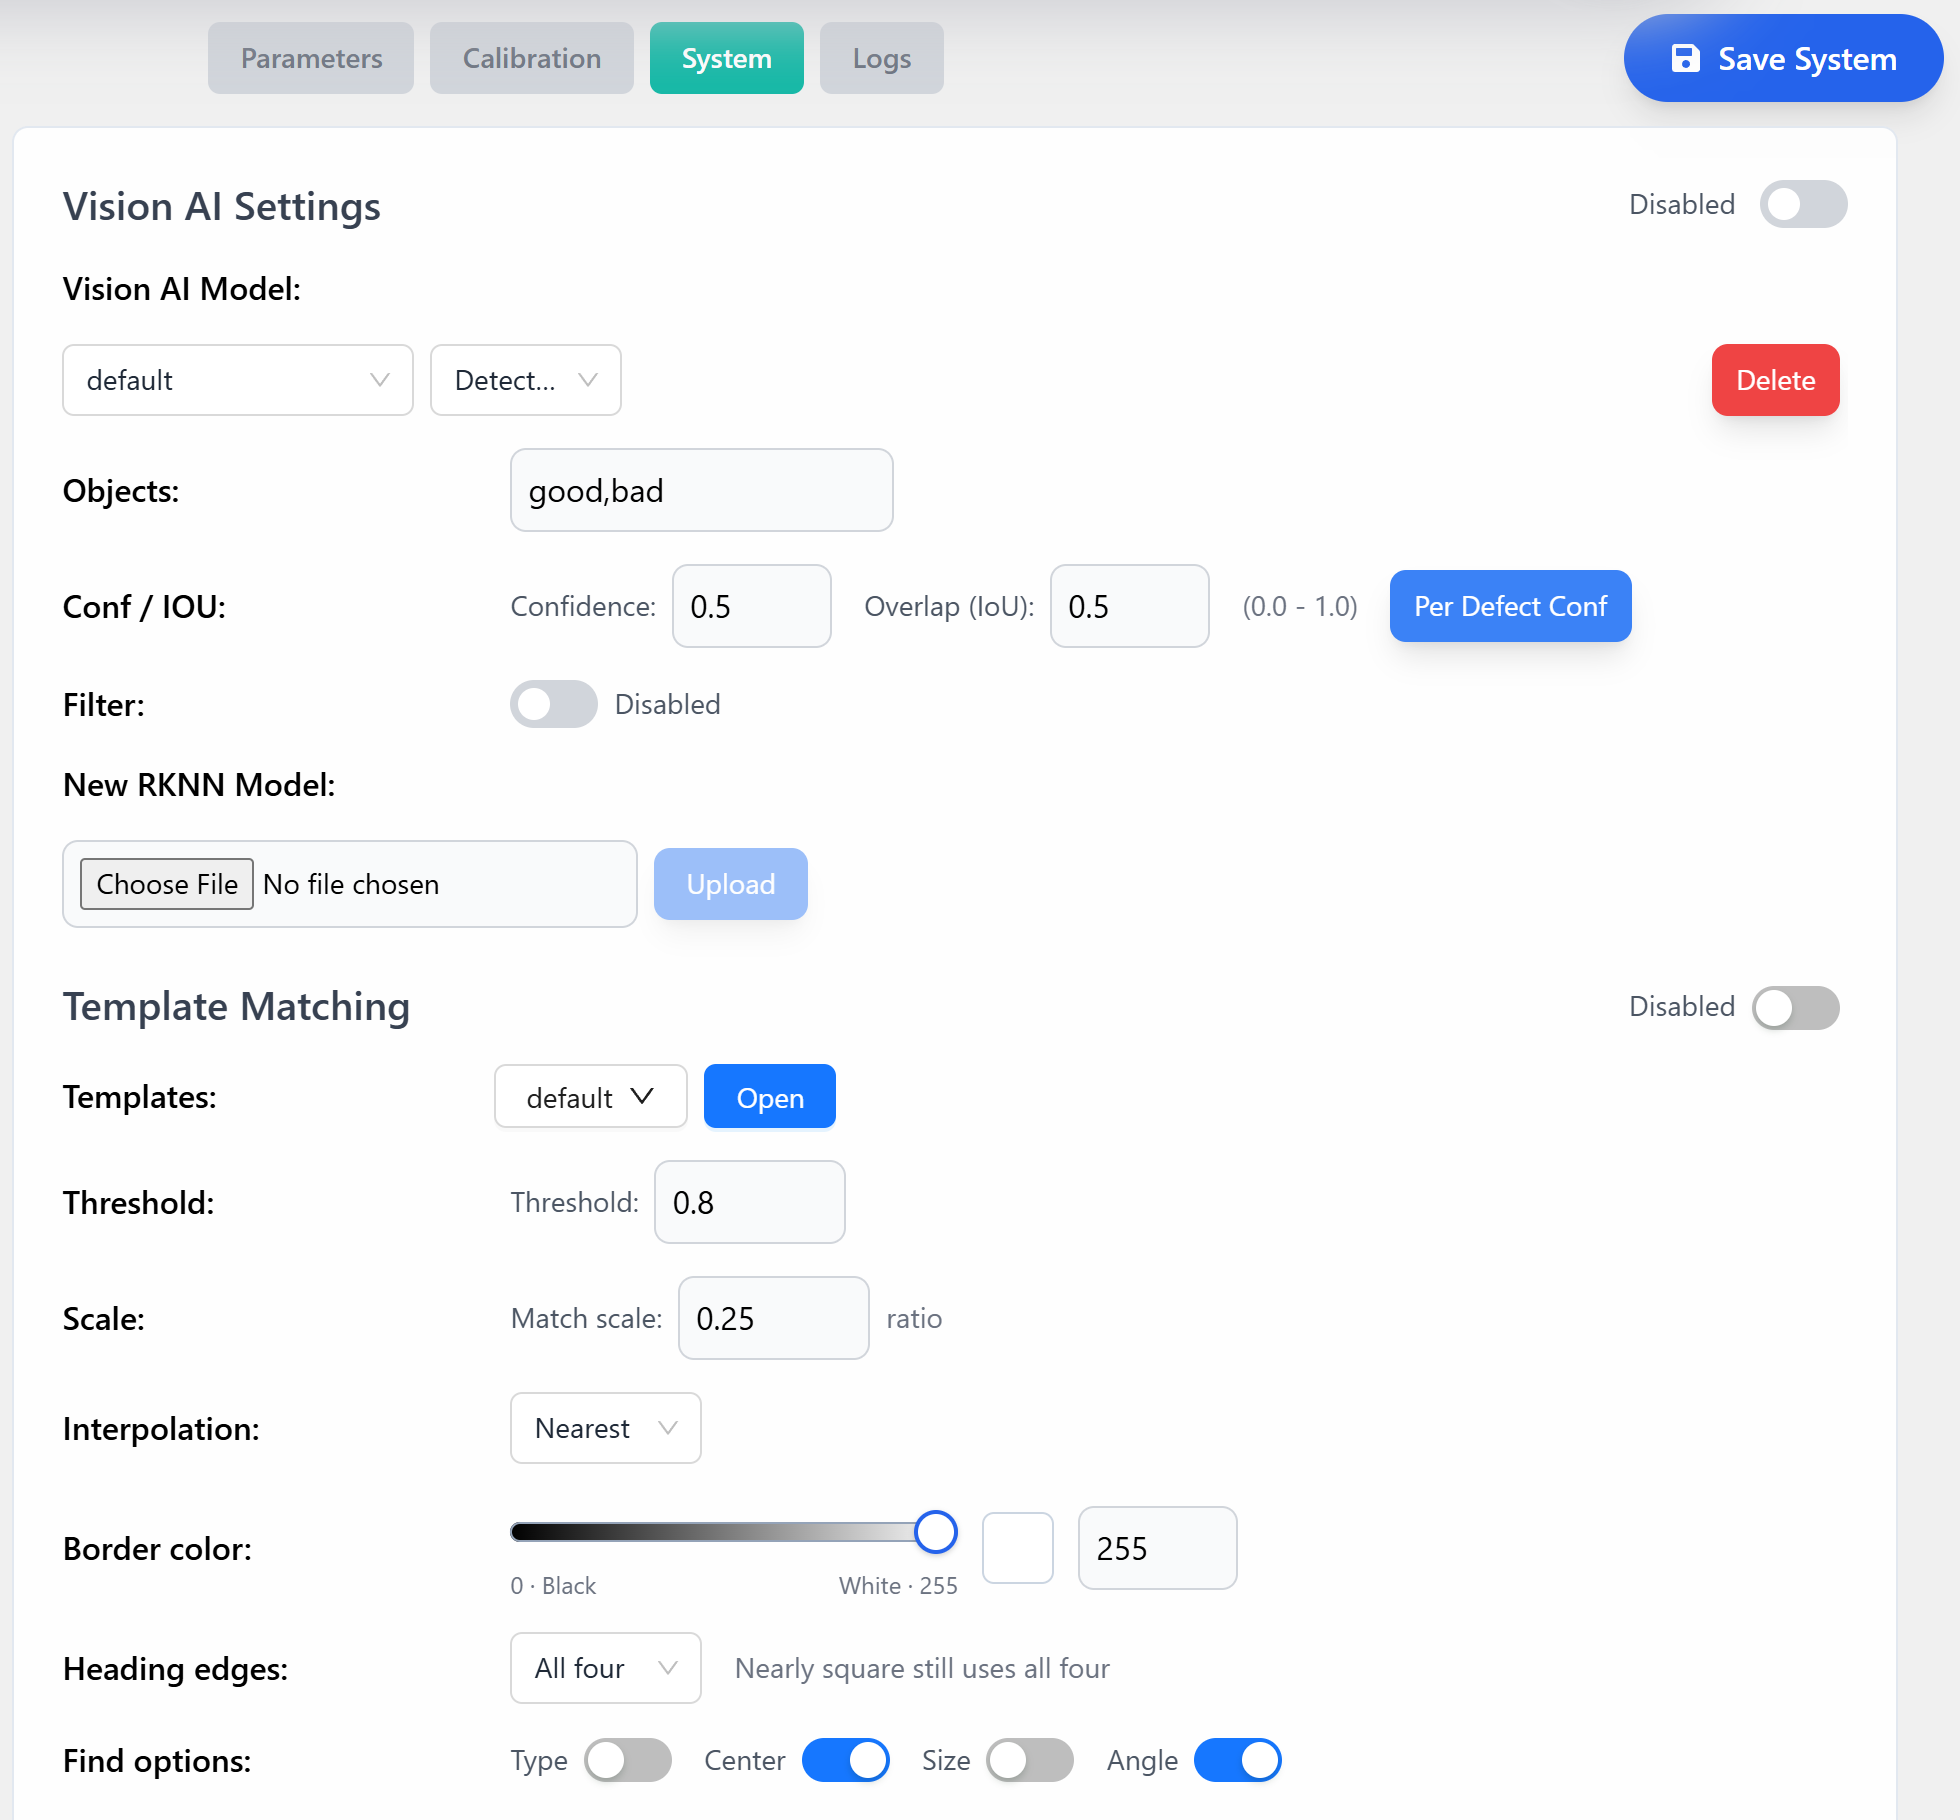 Parameters Calibration System Logs Save System
Vision AI Settings Disabled
Vision AI Model:
default Detect... Delete
Objects: good,bad
Conf / IOU: Confidence: 0.5 Overlap (IoU): 0.5 (0.0 - 1.0) Per Defect Conf
Filter: Disabled
New RKNN Model:
Choose File No file chosen Upload
Template Matching Disabled
Templates: default Open
Threshold: Threshold: 0.8
Scale: Match scale: 0.25 ratio
Interpolation: Nearest
Border color: 255
0 · Black White · 255
Heading edges: All four Nearly square still uses all four
Find options: Type Center Size Angle